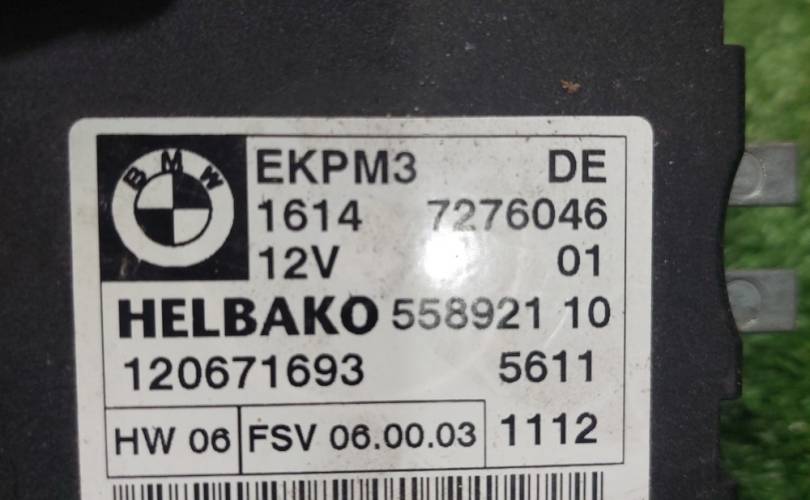 BMW
EKPM3 DE
1614 7276046
12V 01
HELBAKO 558921 10
120671693 5611
HW 06 FSV 06.00.03 1112